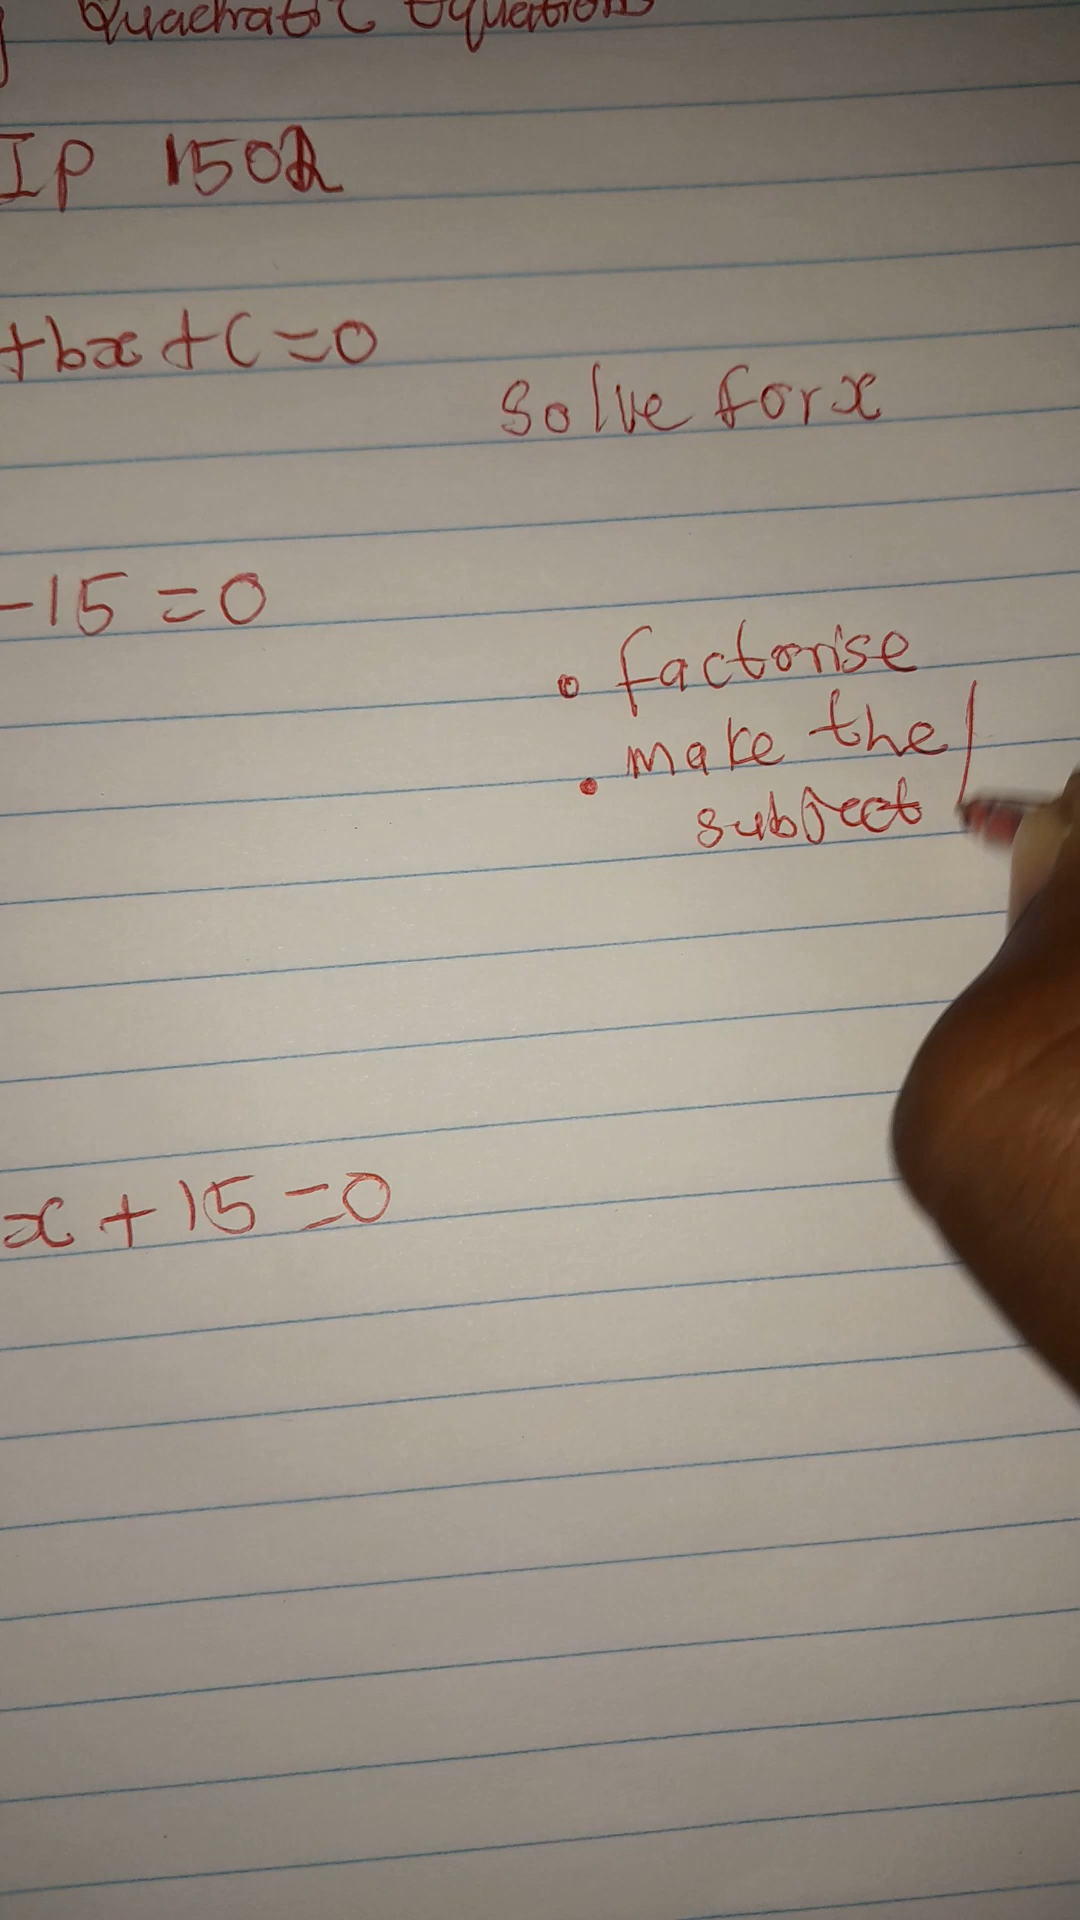 Quadratic Equations
IP 1502
+bx+c=0
Solve for x
-15=0
• factorise
• make the
subject
x+15=0